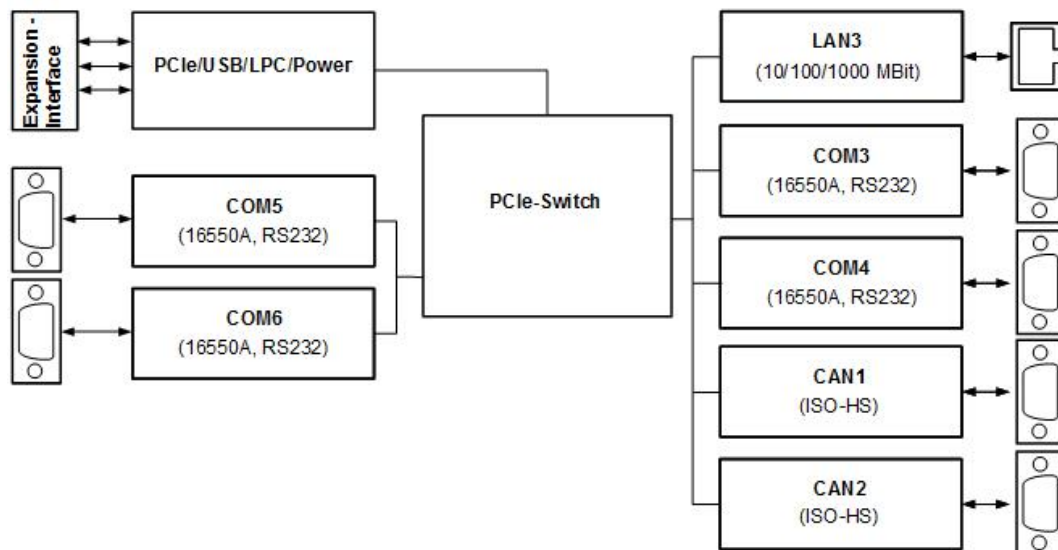 Expansion -
Interface
PCIe/USB/LPC/Power
COM5
(16550A, RS232)
COM6
(16550A, RS232)
PCIe-Switch
LAN3
(10/100/1000 MBit)
COM3
(16550A, RS232)
COM4
(16550A, RS232)
CAN1
(ISO-HS)
CAN2
(ISO-HS)